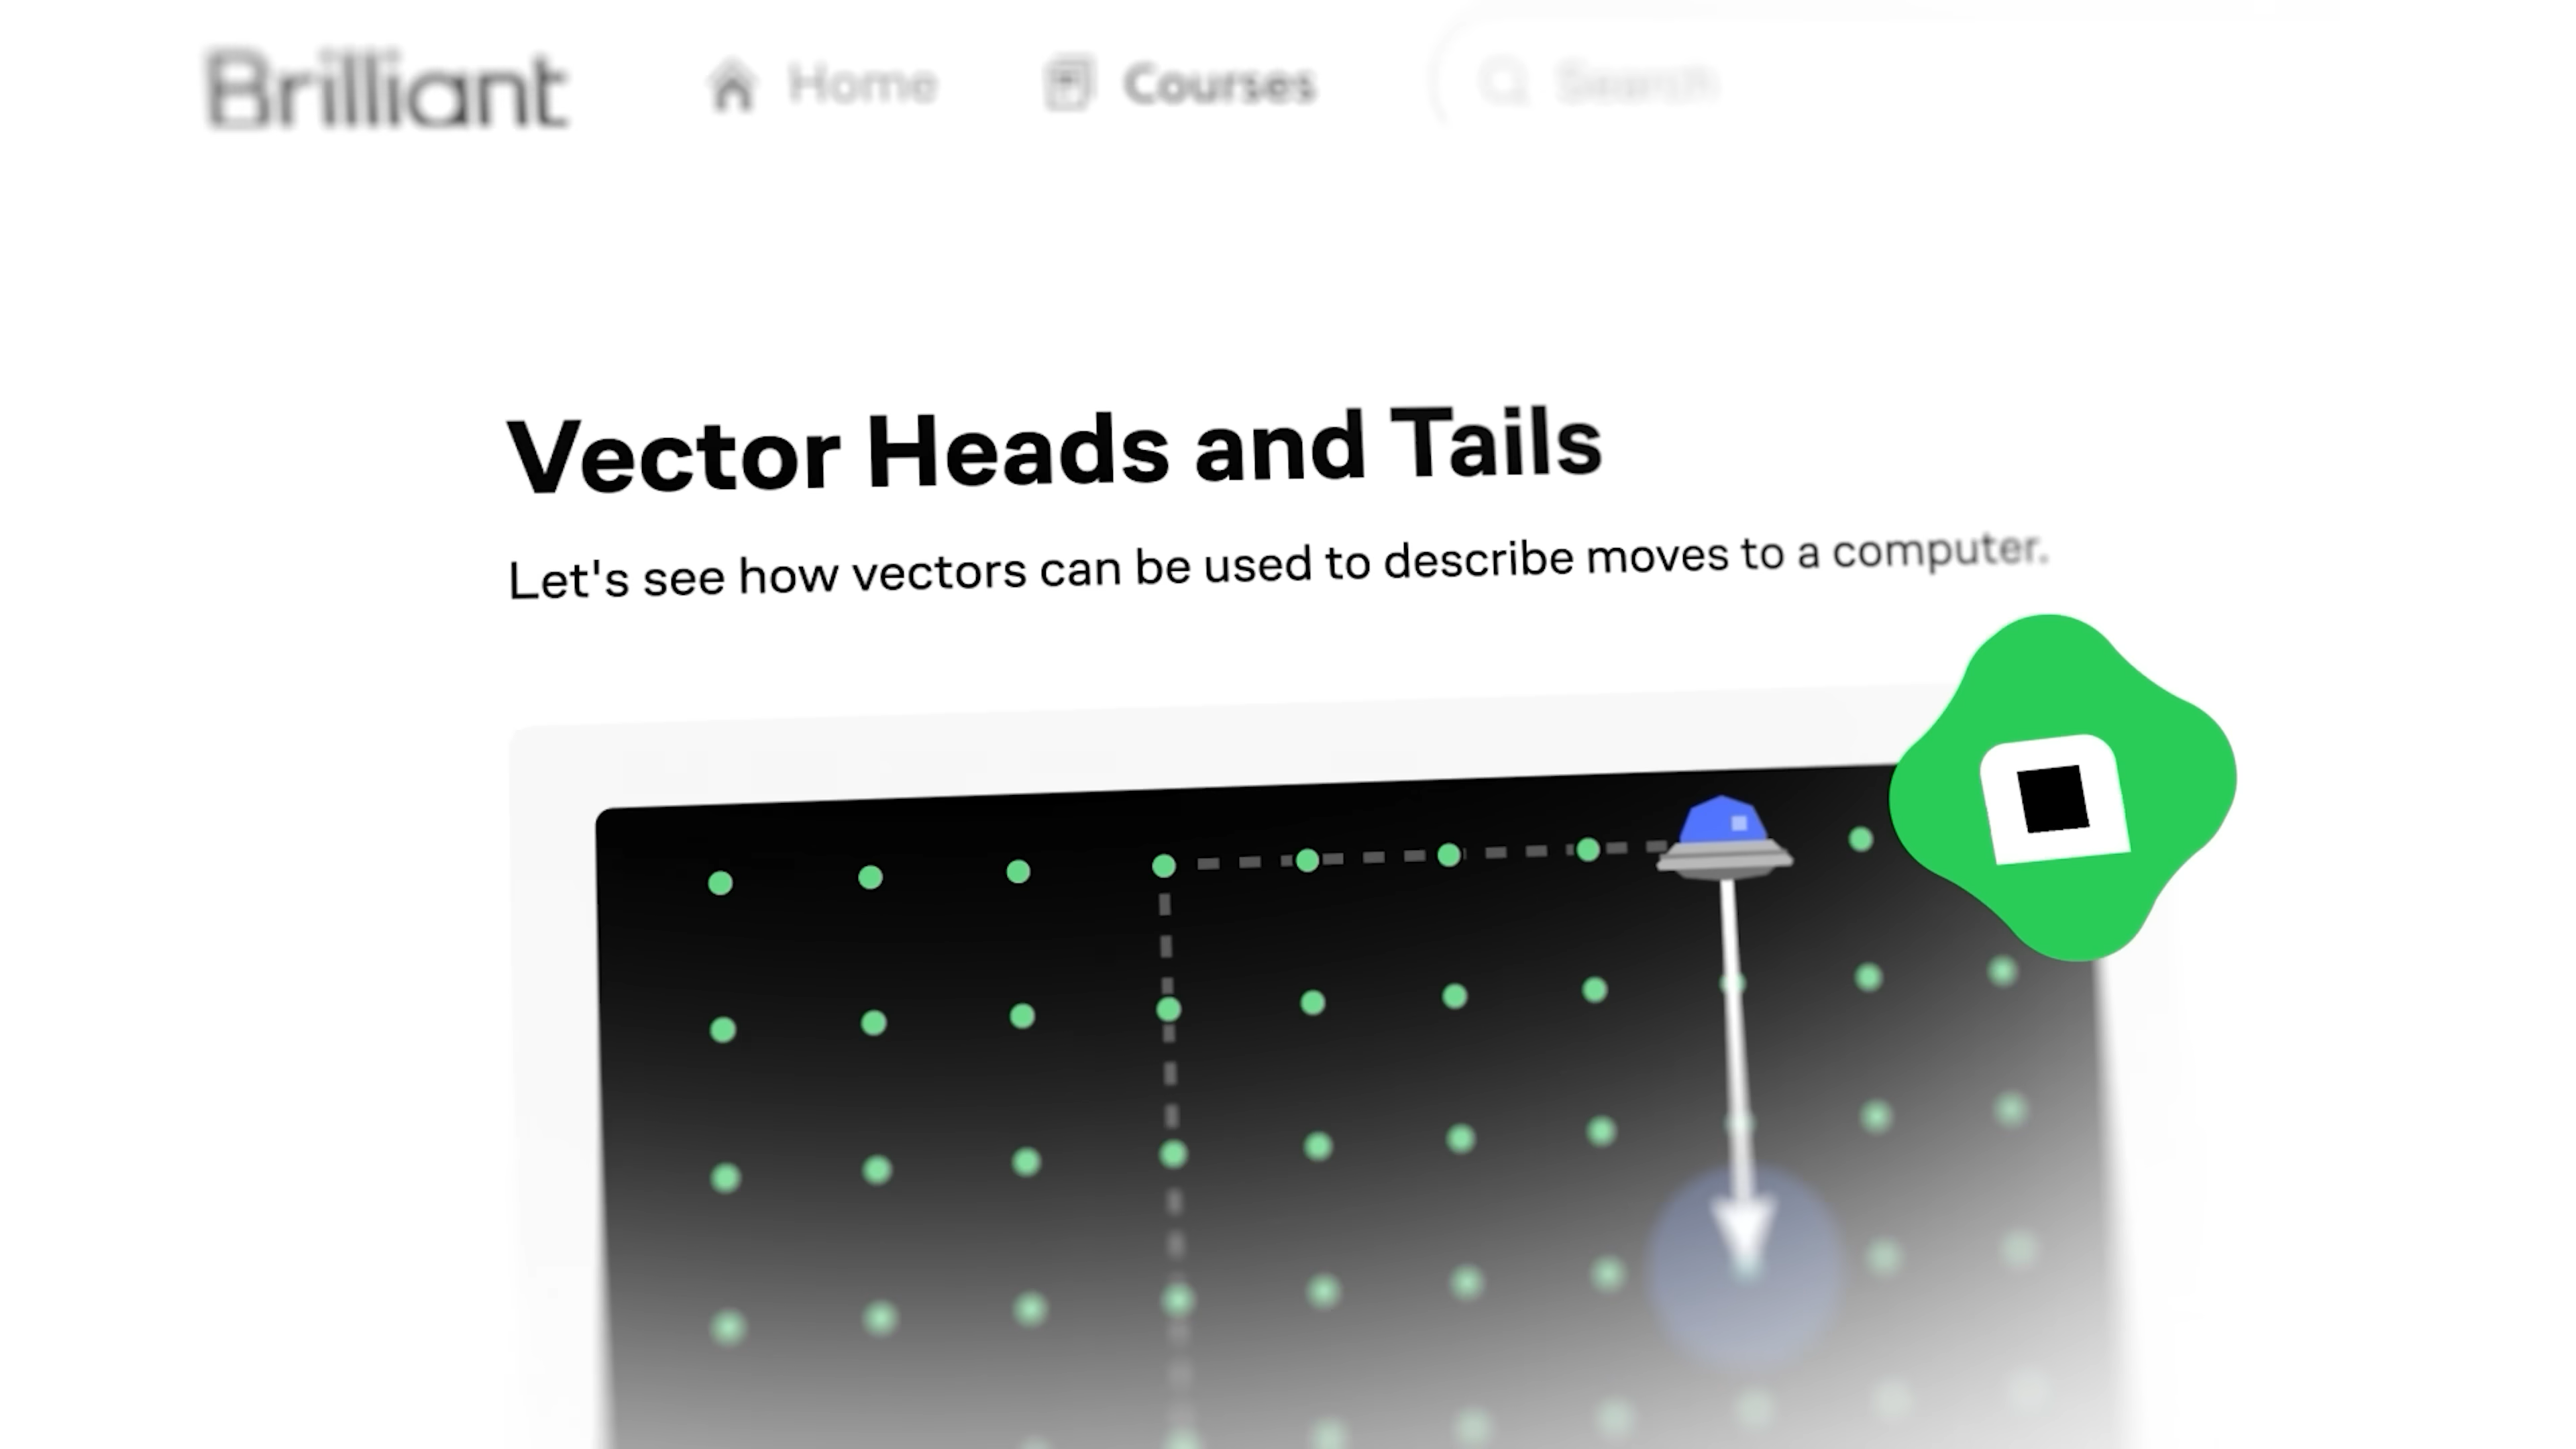 Brilliant
Home
Courses
Search
Vector Heads and Tails
Let's see how vectors can be used to describe moves to a computer.